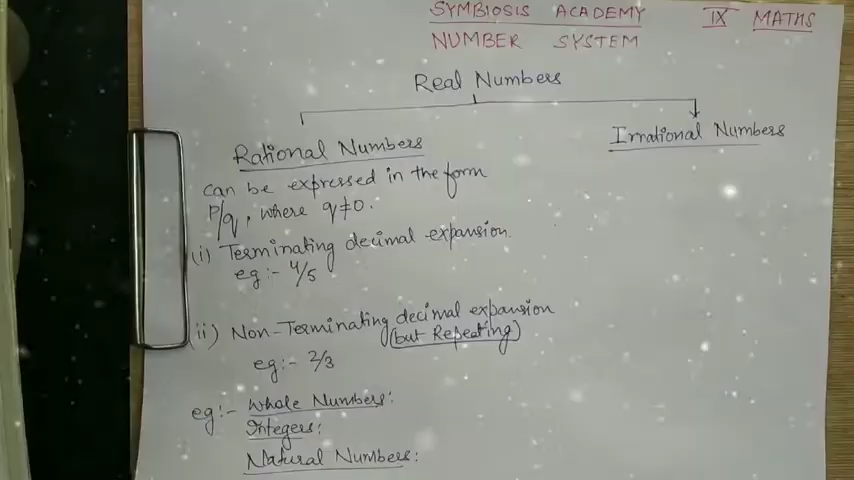 SYMBIOSIS ACADEMY IX MATHS
NUMBER SYSTEM
Real Numbers
Rational Numbers
Irrational Numbers
can be expressed in the form
P/q, where q≠0.
(i) Terminating decimal expansion.
eg:- 4/5
(ii) Non-Terminating decimal expansion
(but Repeating)
eg:- 2/3
eg:- Whole Numbers:
Integers:
Natural Numbers: